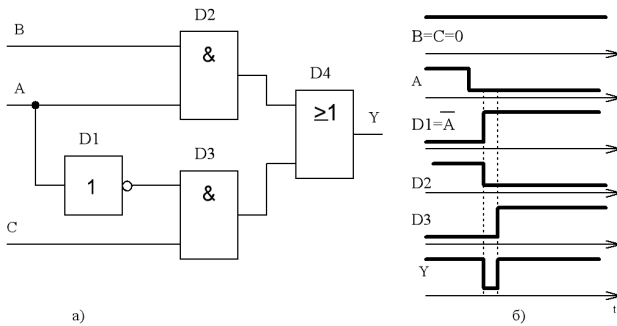 D2
B
&
D4
A
≥1
Y
D1
D3
1
&
C
а)
B=C=0
A
D1=A̅
D2
D3
Y
t
б)